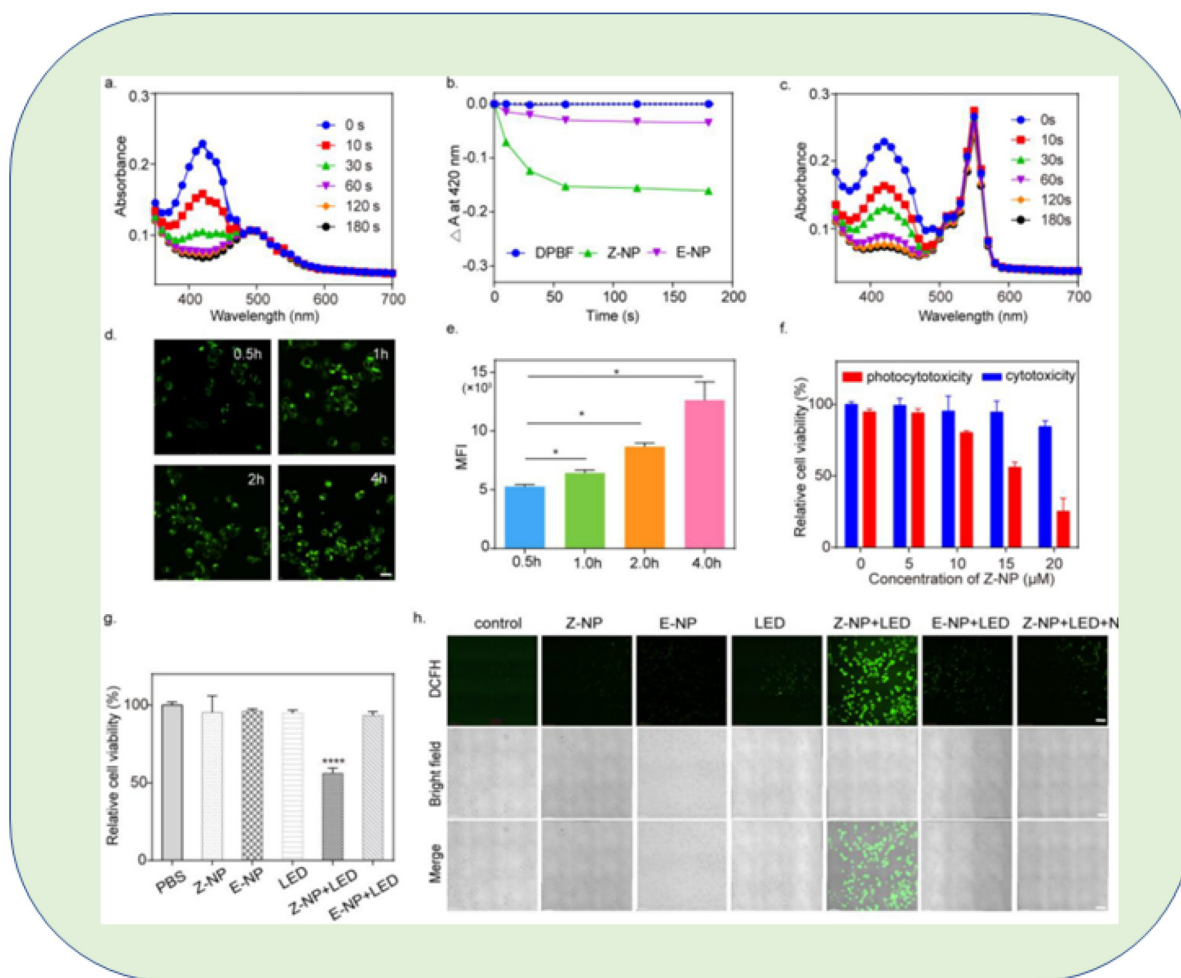 a.
0.3
0.2
0.1
Absorbance
0 s
10 s
30 s
60 s
120 s
180 s
400 500 600 700
Wavelength (nm)
b.
0.0
-0.1
-0.2
-0.3
△ A at 420 nm
DPBF Z-NP E-NP
0 50 100 150 200
Time (s)
c.
0.3
0.2
0.1
Absorbance
0s
10s
30s
60s
120s
180s
400 500 600 700
Wavelength (nm)
d.
0.5h
1h
2h
4h
e.
15
10
5
0
MFI
* * *
0.5h 1.0h 2.0h 4.0h
f.
photocytotoxicity cytotoxicity
100
50
0
Relative cell viability (%)
0 5 10 15 20
Concentration of Z-NP (µM)
g.
100
50
0
Relative cell viability (%)
****
PBS Z-NP E-NP LED Z-NP+LED E-NP+LED
h.
control Z-NP E-NP LED Z-NP+LED E-NP+LED Z-NP+LED+N
DCFH
Bright field
Merge